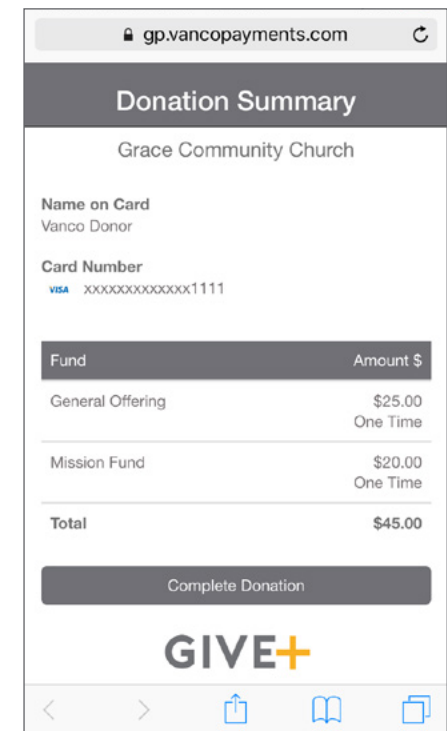 gp.vancopayments.com
Donation Summary
Grace Community Church
Name on Card
Vanco Donor
Card Number
VISA xxxxxxxxxxxxx1111
Fund Amount $
General Offering $25.00
One Time
Mission Fund $20.00
One Time
Total $45.00
Complete Donation
GIVE+